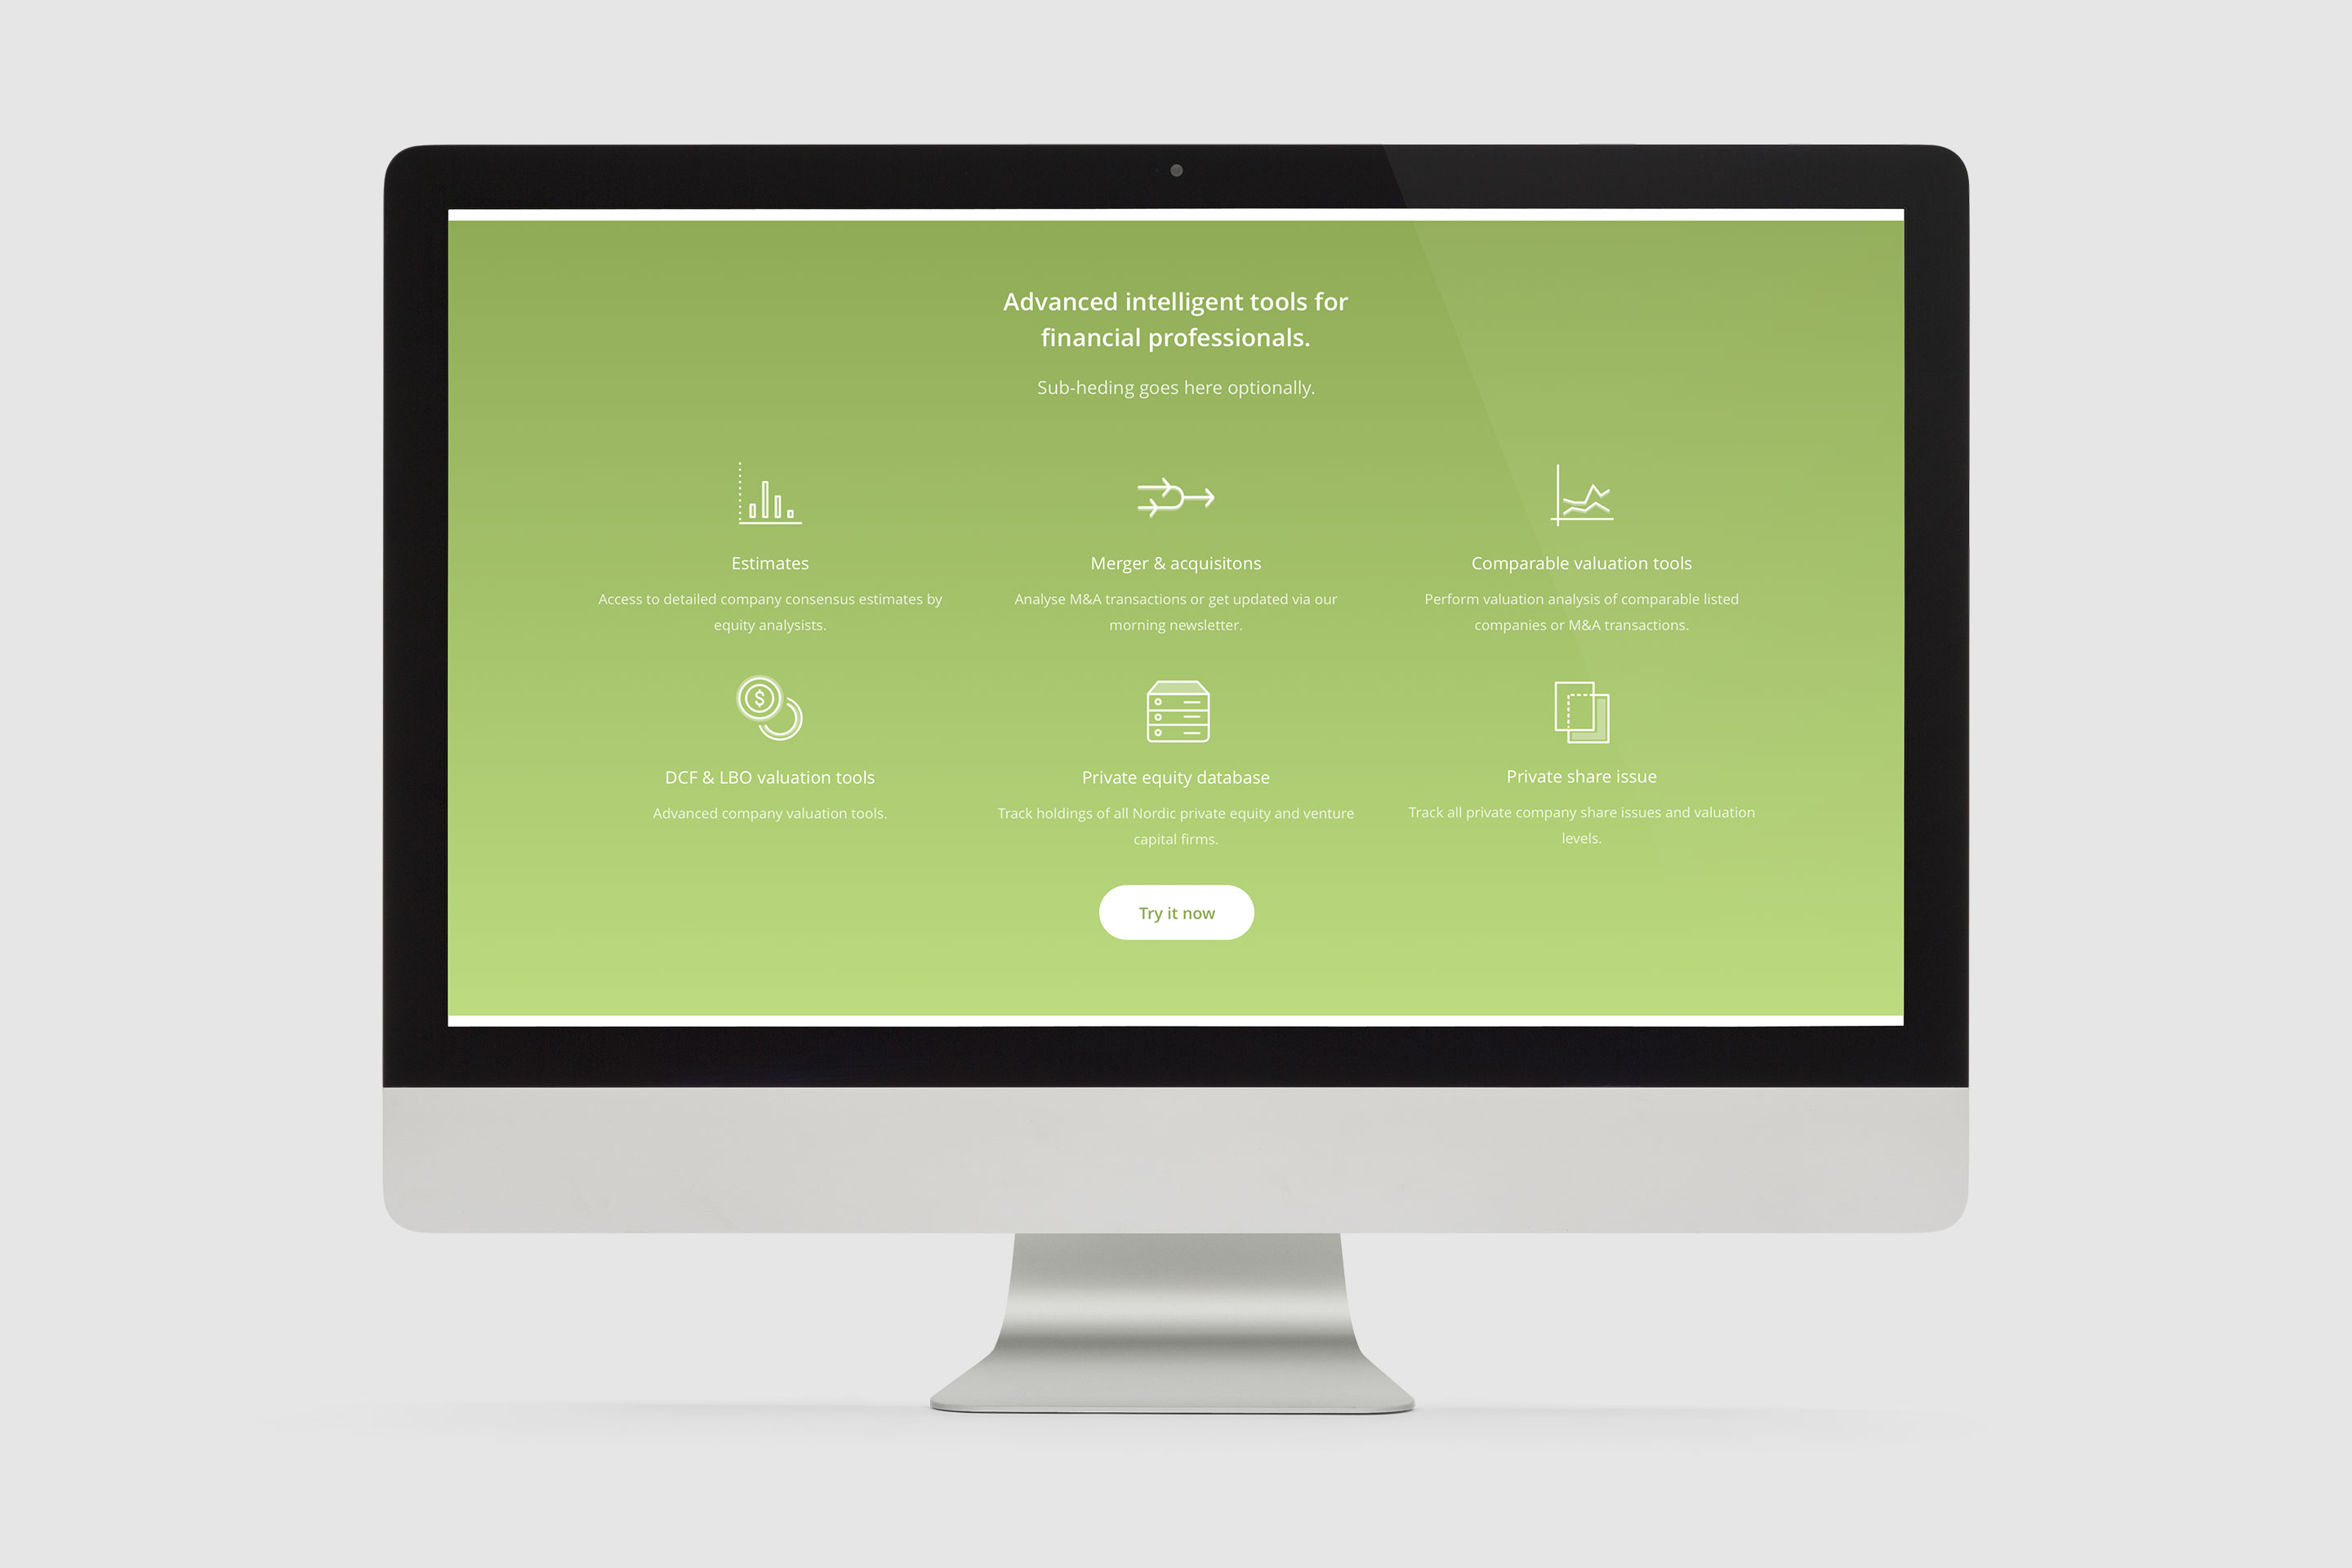 Advanced intelligent tools for
financial professionals.
Sub-heding goes here optionally.
Estimates
Access to detailed company consensus estimates by
equity analysists.
Merger & acquisitons
Analyse M&A transactions or get updated via our
morning newsletter.
Comparable valuation tools
Perform valuation analysis of comparable listed
companies or M&A transactions.
$
DCF & LBO valuation tools
Advanced company valuation tools.
Private equity database
Track holdings of all Nordic private equity and venture
capital firms.
Private share issue
Track all private company share issues and valuation
levels.
Try it now